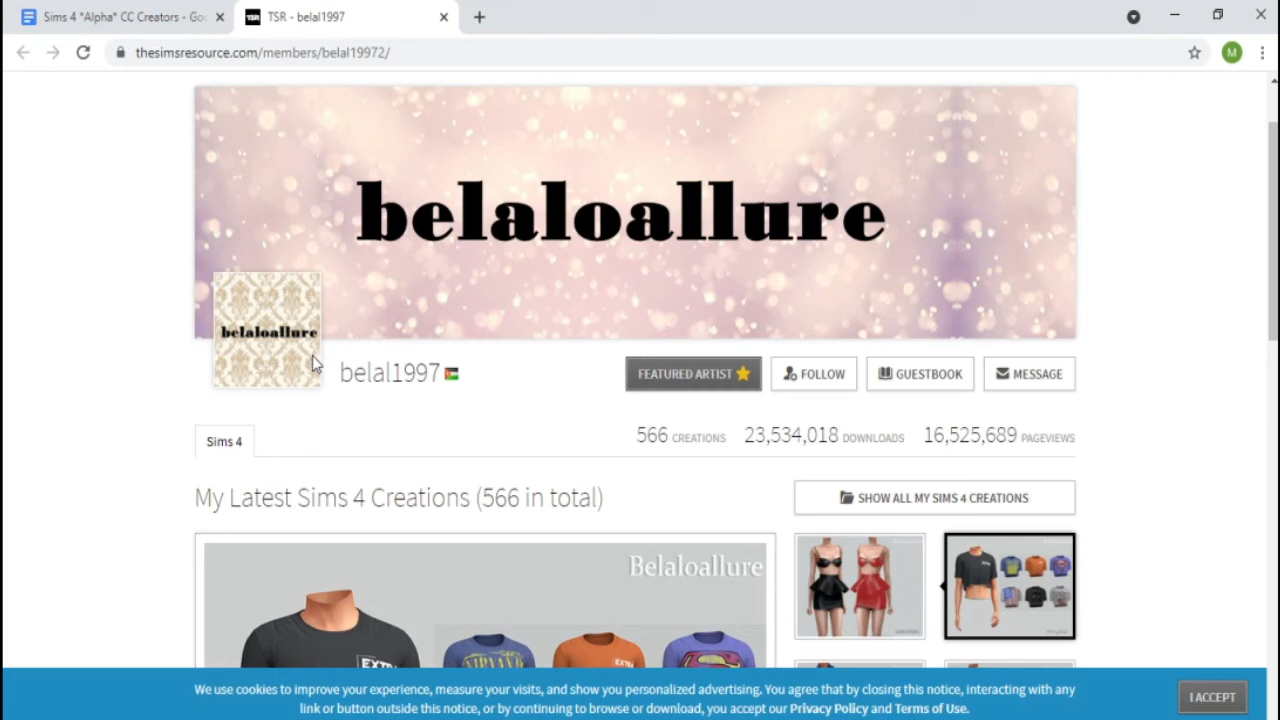 Sims 4 *Alpha* CC Creators - Go
TSR - belal1997
thesimsresource.com/members/belal19972/
M
belaloallure
belaloallure
belal1997
FEATURED ARTIST
FOLLOW
GUESTBOOK
MESSAGE
Sims 4
566 CREATIONS
23,534,018 DOWNLOADS
16,525,689 PAGEVIEWS
My Latest Sims 4 Creations (566 in total)
SHOW ALL MY SIMS 4 CREATIONS
Belaloallure
EXTRA
NIRVANA
EXTRA
We use cookies to improve your experience, measure your visits, and show you personalized advertising. You agree that by closing this notice, interacting with any
link or button outside this notice, or by continuing to browse or download, you accept our Privacy Policy and Terms of Use.
I ACCEPT